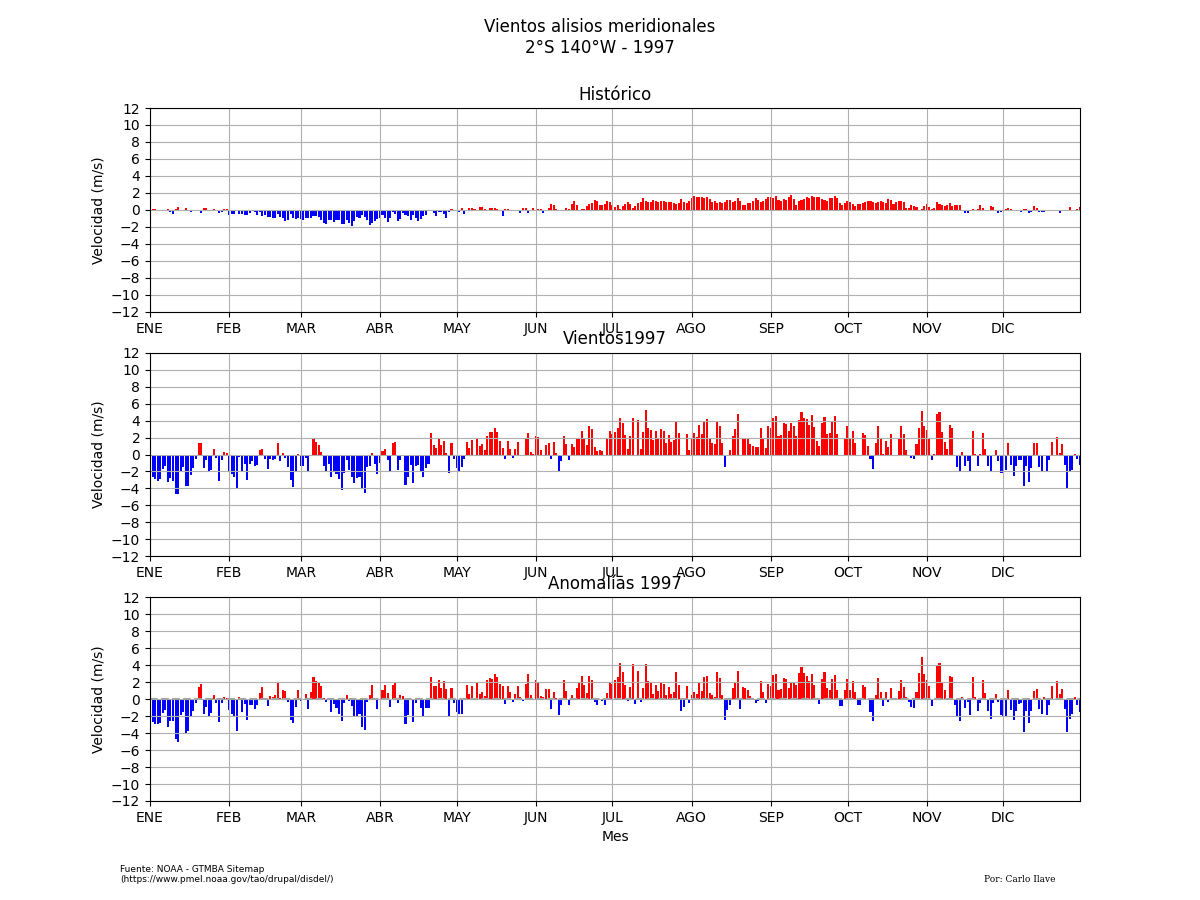 Vientos alisios meridionales
2°S 140°W - 1997
Histórico
12
10
8
6
4
2
0
−2
−4
−6
−8
−10
−12
Velocidad (m/s)
ENE FEB MAR ABR MAY JUN JUL AGO SEP OCT NOV DIC
Vientos1997
12
10
8
6
4
2
0
−2
−4
−6
−8
−10
−12
Velocidad (m/s)
ENE FEB MAR ABR MAY JUN JUL AGO SEP OCT NOV DIC
Anomalías 1997
12
10
8
6
4
2
0
−2
−4
−6
−8
−10
−12
Velocidad (m/s)
ENE FEB MAR ABR MAY JUN JUL AGO SEP OCT NOV DIC
Mes
Fuente: NOAA - GTMBA Sitemap
(https://www.pmel.noaa.gov/tao/drupal/disdel/)
Por: Carlo Ilave